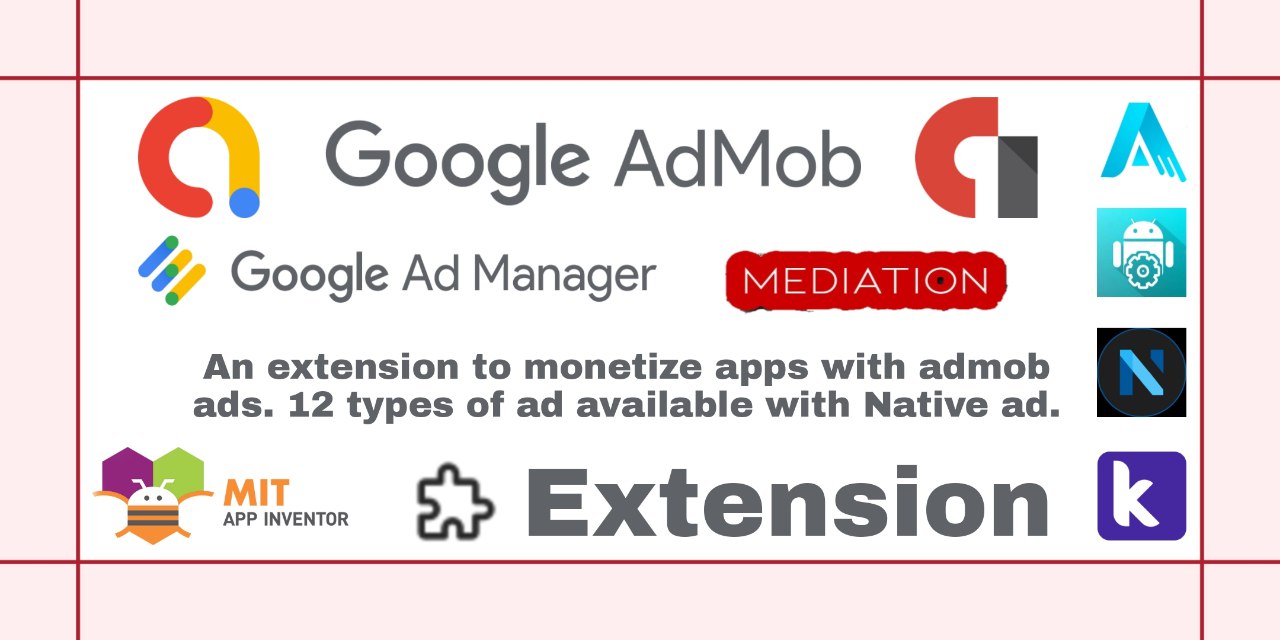 Google AdMob
Google Ad Manager
MEDIATION
An extension to monetize apps with admob
ads. 12 types of ad available with Native ad.
MIT
APP INVENTOR
Extension
N
k